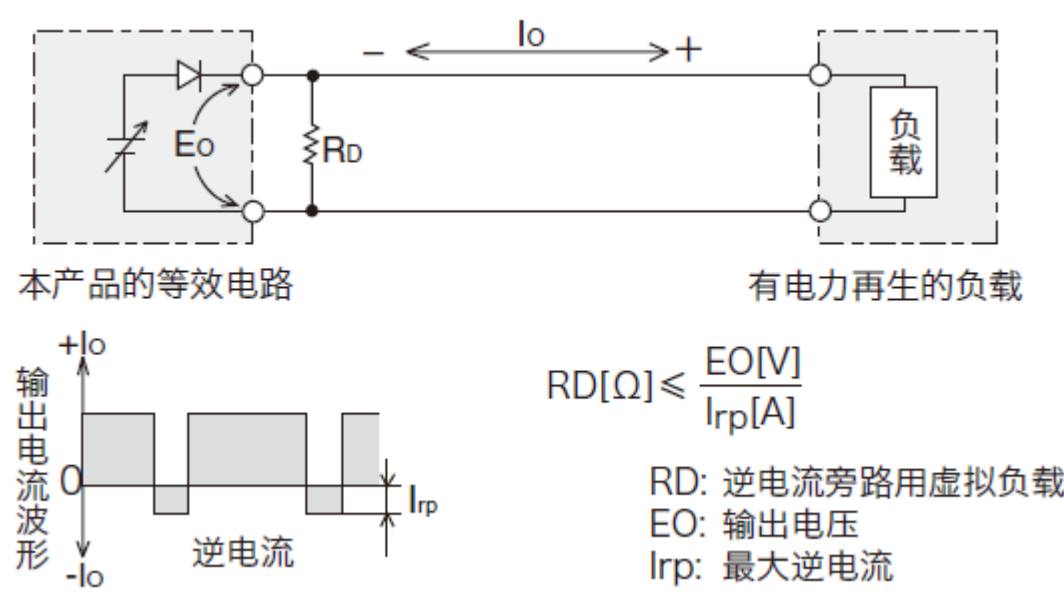 − Io +
Eo
RD
负载
本产品的等效电路
有电力再生的负载
+Io
输出电流波形
0
-Io
Irp
逆电流
RD[Ω]≤ EO[V]
Irp[A]
RD: 逆电流旁路用虚拟负载
EO: 输出电压
Irp: 最大逆电流